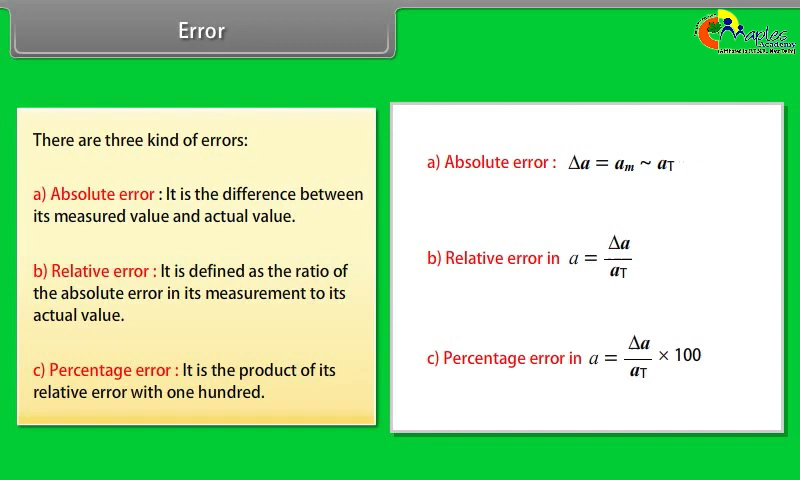 Error
Maples
Academy
There are three kind of errors:
a) Absolute error : It is the difference between
its measured value and actual value.
b) Relative error : It is defined as the ratio of
the absolute error in its measurement to its
actual value.
c) Percentage error : It is the product of its
relative error with one hundred.
a) Absolute error : Δa = aₘ ~ a_T
b) Relative error in a = Δa / a_T
c) Percentage error in a = Δa / a_T × 100